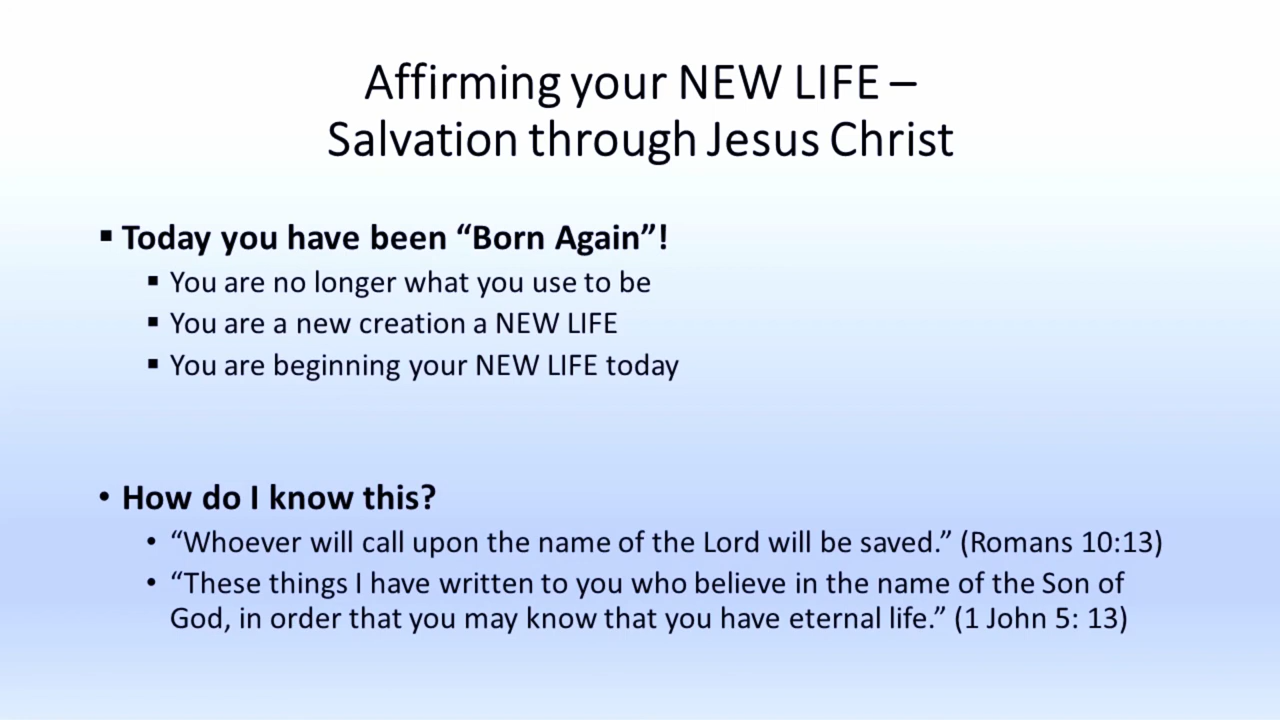 Affirming your NEW LIFE –
Salvation through Jesus Christ
▪ Today you have been “Born Again”!
▪ You are no longer what you use to be
▪ You are a new creation a NEW LIFE
▪ You are beginning your NEW LIFE today
• How do I know this?
• “Whoever will call upon the name of the Lord will be saved.” (Romans 10:13)
• “These things I have written to you who believe in the name of the Son of
God, in order that you may know that you have eternal life.” (1 John 5: 13)